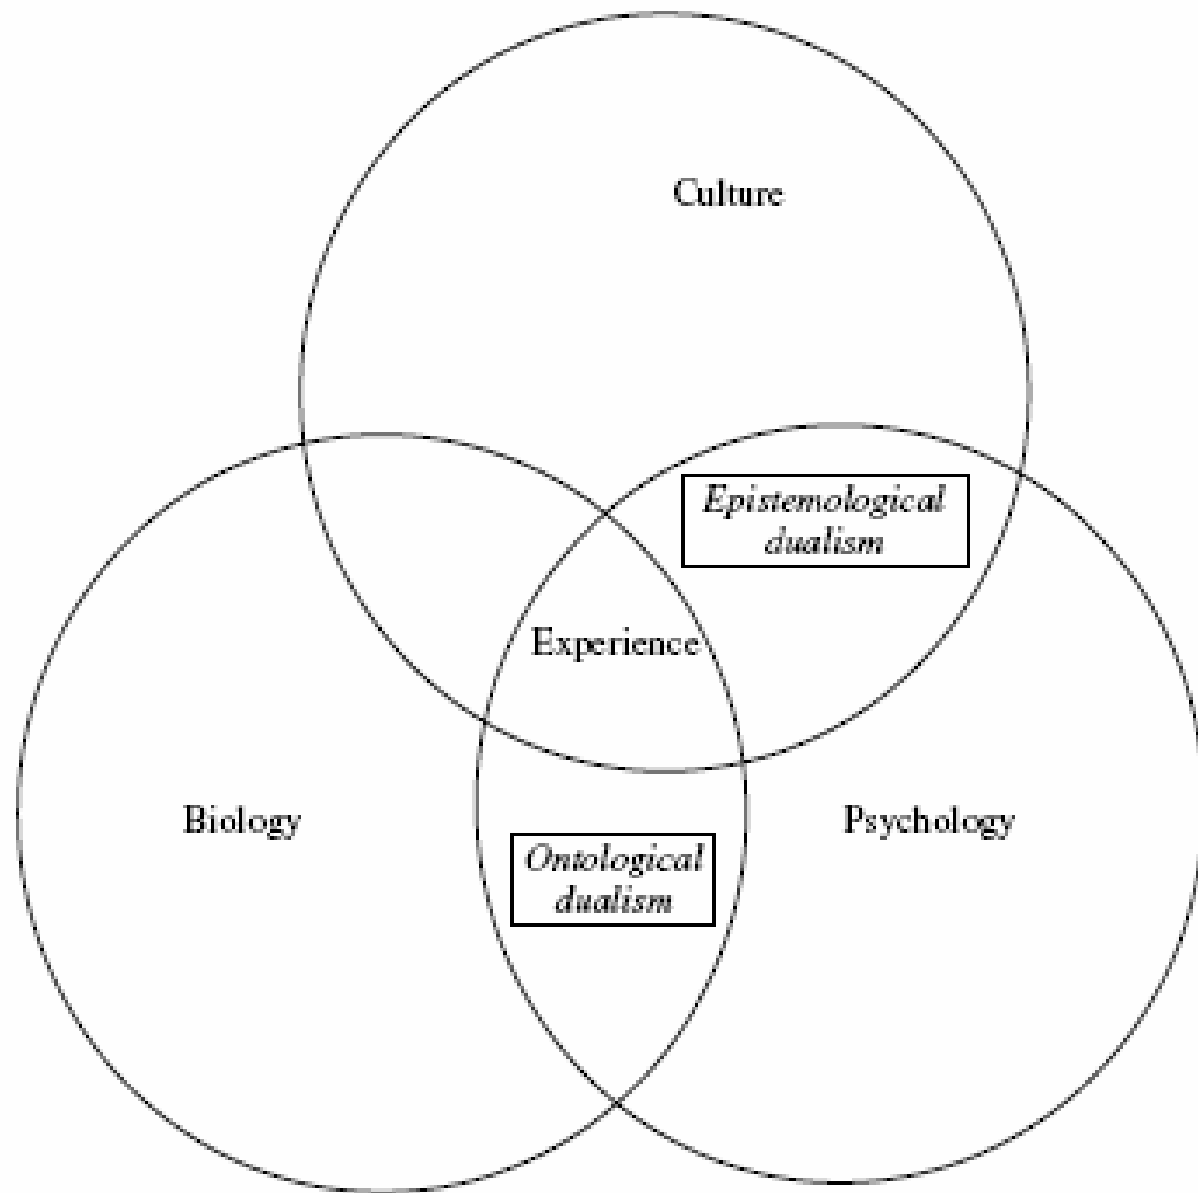 Culture
Epistemological
dualism
Experience
Biology
Psychology
Ontological
dualism